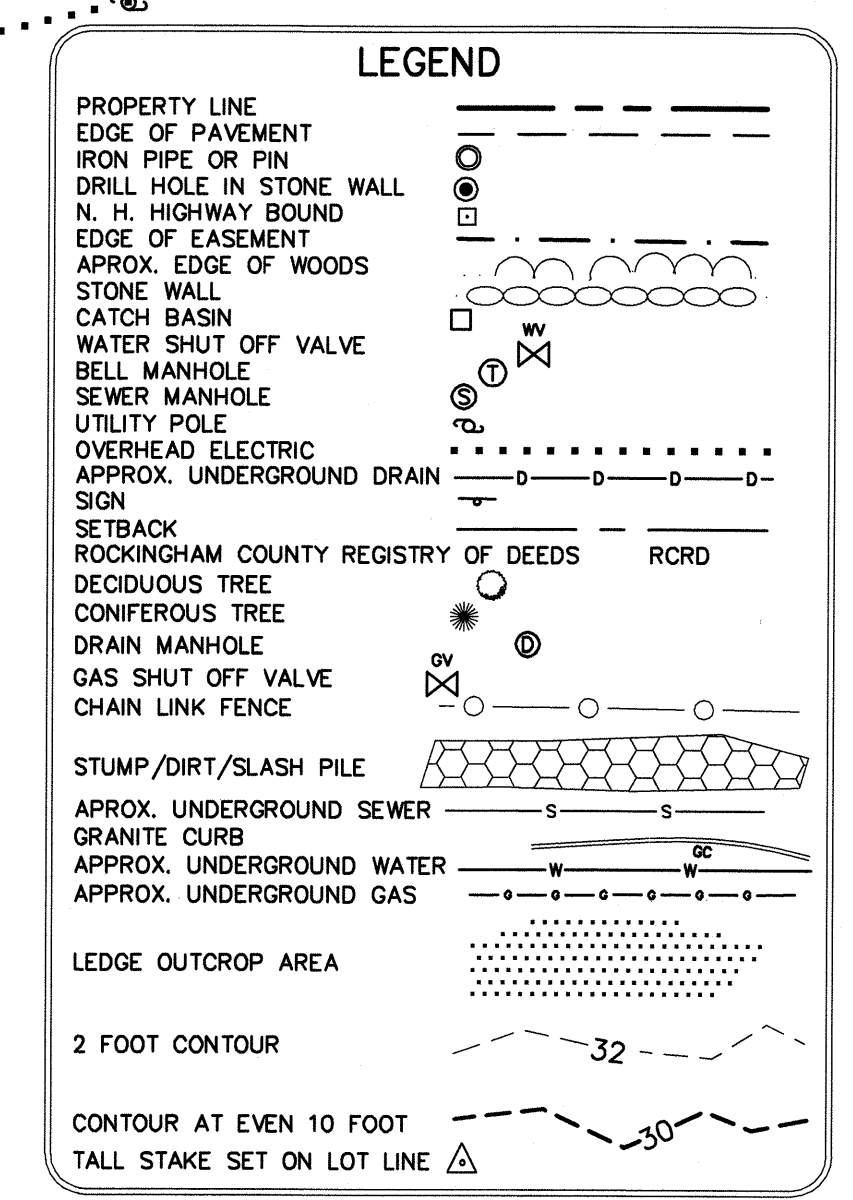 LEGEND
PROPERTY LINE
EDGE OF PAVEMENT
IRON PIPE OR PIN
DRILL HOLE IN STONE WALL
N. H. HIGHWAY BOUND
EDGE OF EASEMENT
APROX. EDGE OF WOODS
STONE WALL
CATCH BASIN
WATER SHUT OFF VALVE WV
BELL MANHOLE T
SEWER MANHOLE S
UTILITY POLE
OVERHEAD ELECTRIC
APPROX. UNDERGROUND DRAIN D D D D
SIGN
SETBACK
ROCKINGHAM COUNTY REGISTRY OF DEEDS RCRD
DECIDUOUS TREE
CONIFEROUS TREE
DRAIN MANHOLE D
GAS SHUT OFF VALVE GV
CHAIN LINK FENCE
STUMP/DIRT/SLASH PILE
APROX. UNDERGROUND SEWER S S
GRANITE CURB GC
APPROX. UNDERGROUND WATER W W
APPROX. UNDERGROUND GAS G G G G G G
LEDGE OUTCROP AREA
2 FOOT CONTOUR 32
CONTOUR AT EVEN 10 FOOT 30
TALL STAKE SET ON LOT LINE